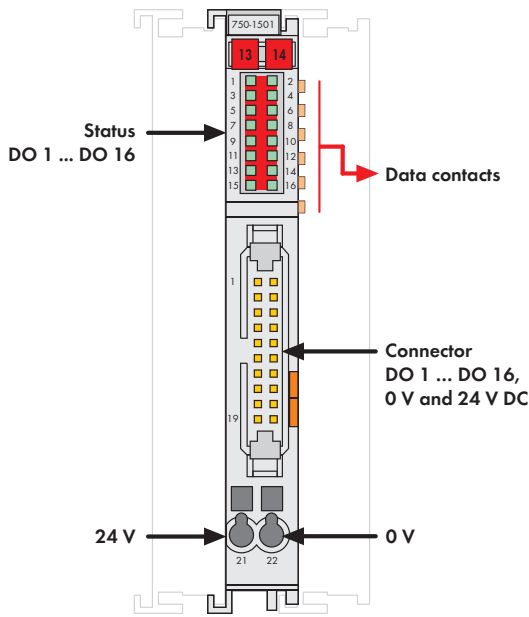 750-1501
13 14
1 2
3 4
5 6
7 8
9 10
11 12
13 14
15 16
Status
DO 1 ... DO 16
Data contacts
1
Connector
DO 1 ... DO 16,
0 V and 24 V DC
19
24 V
0 V
21 22